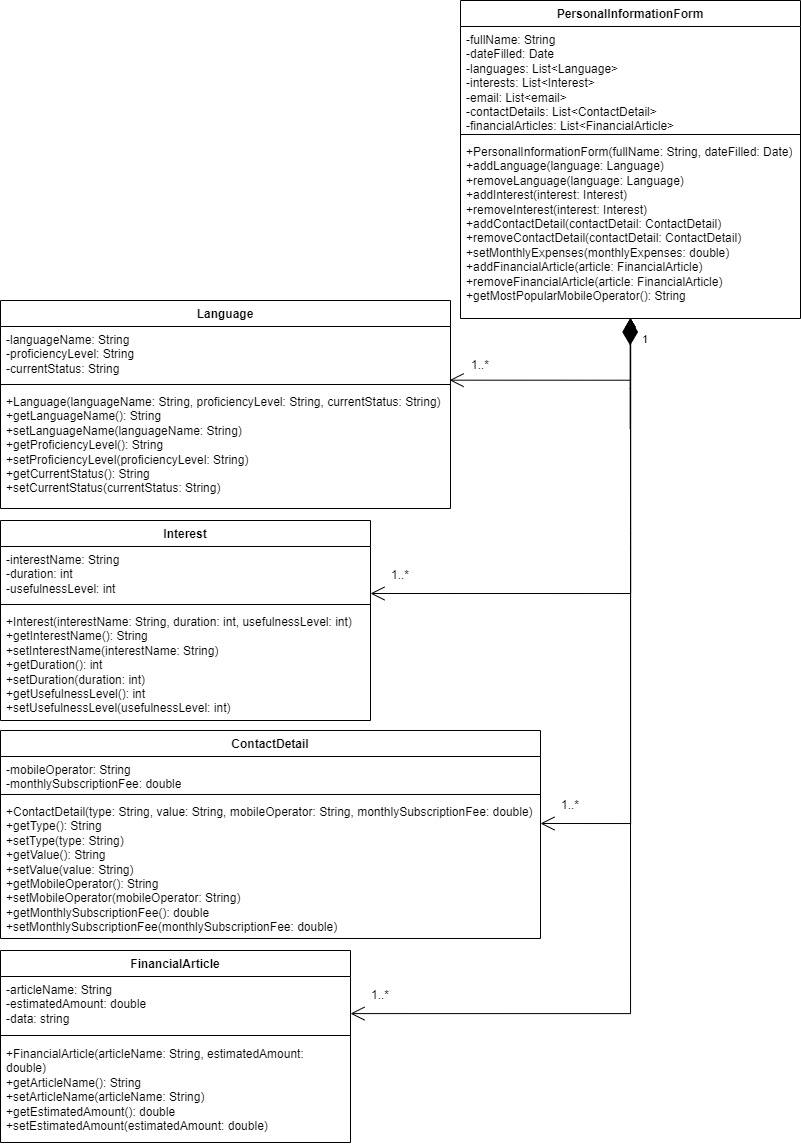 PersonalInformationForm
-fullName: String
-dateFilled: Date
-languages: List<Language>
-interests: List<Interest>
-email: List<email>
-contactDetails: List<ContactDetail>
-financialArticles: List<FinancialArticle>
+PersonalInformationForm(fullName: String, dateFilled: Date)
+addLanguage(language: Language)
+removeLanguage(language: Language)
+addInterest(interest: Interest)
+removeInterest(interest: Interest)
+addContactDetail(contactDetail: ContactDetail)
+removeContactDetail(contactDetail: ContactDetail)
+setMonthlyExpenses(monthlyExpenses: double)
+addFinancialArticle(article: FinancialArticle)
+removeFinancialArticle(article: FinancialArticle)
+getMostPopularMobileOperator(): String
1
Language
-languageName: String
-proficiencyLevel: String
-currentStatus: String
+Language(languageName: String, proficiencyLevel: String, currentStatus: String)
+getLanguageName(): String
+setLanguageName(languageName: String)
+getProficiencyLevel(): String
+setProficiencyLevel(proficiencyLevel: String)
+getCurrentStatus(): String
+setCurrentStatus(currentStatus: String)
1..*
Interest
-interestName: String
-duration: int
-usefulnessLevel: int
+Interest(interestName: String, duration: int, usefulnessLevel: int)
+getInterestName(): String
+setInterestName(interestName: String)
+getDuration(): int
+setDuration(duration: int)
+getUsefulnessLevel(): int
+setUsefulnessLevel(usefulnessLevel: int)
1..*
ContactDetail
-mobileOperator: String
-monthlySubscriptionFee: double
+ContactDetail(type: String, value: String, mobileOperator: String, monthlySubscriptionFee: double)
+getType(): String
+setType(type: String)
+getValue(): String
+setValue(value: String)
+getMobileOperator(): String
+setMobileOperator(mobileOperator: String)
+getMonthlySubscriptionFee(): double
+setMonthlySubscriptionFee(monthlySubscriptionFee: double)
1..*
FinancialArticle
-articleName: String
-estimatedAmount: double
-data: string
+FinancialArticle(articleName: String, estimatedAmount:
double)
+getArticleName(): String
+setArticleName(articleName: String)
+getEstimatedAmount(): double
+setEstimatedAmount(estimatedAmount: double)
1..*